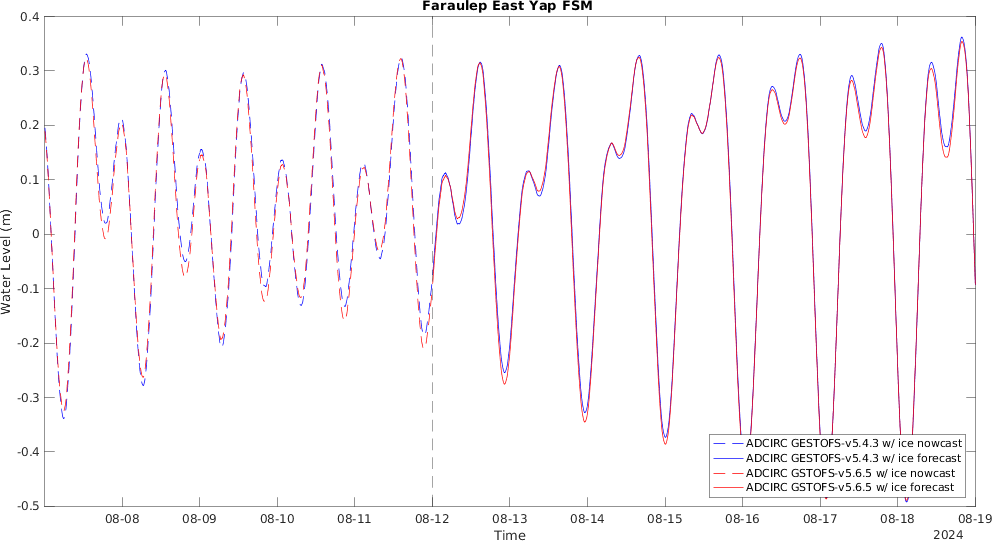 Faraulep East Yap FSM
Water Level (m)
0.4
0.3
0.2
0.1
0
-0.1
-0.2
-0.3
-0.4
-0.5
ADCIRC GESTOFS-v5.4.3 w/ ice nowcast
ADCIRC GESTOFS-v5.4.3 w/ ice forecast
ADCIRC GSTOFS-v5.6.5 w/ ice nowcast
ADCIRC GSTOFS-v5.6.5 w/ ice forecast
08-08 08-09 08-10 08-11 08-12 08-13 08-14 08-15 08-16 08-17 08-18 08-19
Time
2024